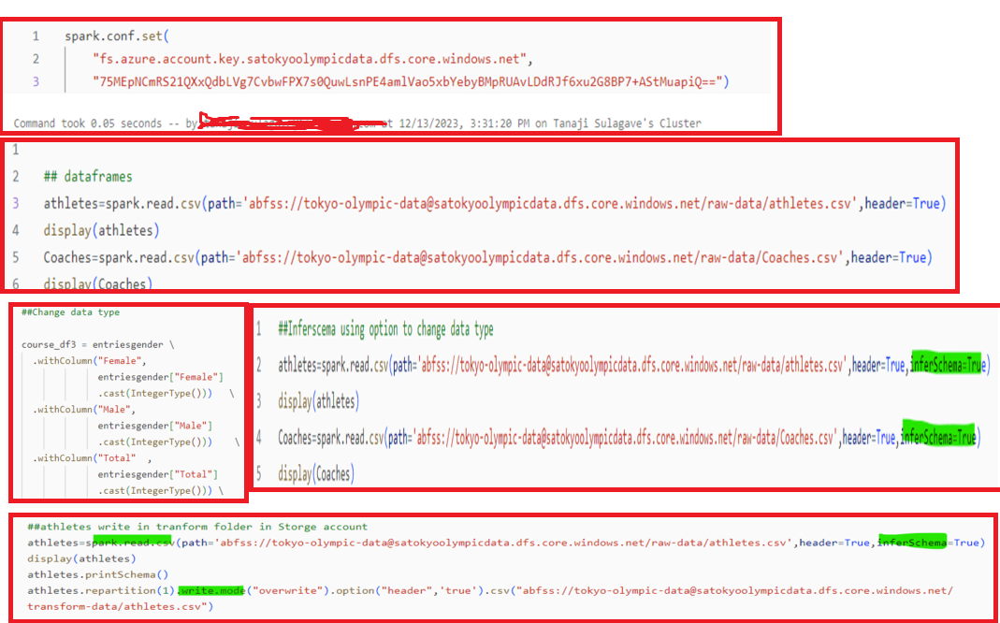 1 spark.conf.set(
2 "fs.azure.account.key.satokyoolympicdata.dfs.core.windows.net",
3 "75MEpNCmRS21QXxQdbLVg7CvbwFPX7s0QuwLsnPE4amlVao5xbYebyBMpRUAvLDdRJf6xu2G8BP7+AStMuapiQ==")
Command took 0.05 seconds -- by at 12/13/2023, 3:31:20 PM on Tanaji Sulagave's Cluster
1
2 ## dataframes
3 athletes=spark.read.csv(path='abfss://tokyo-olympic-data@satokyoolympicdata.dfs.core.windows.net/raw-data/athletes.csv',header=True)
4 display(athletes)
5 Coaches=spark.read.csv(path='abfss://tokyo-olympic-data@satokyoolympicdata.dfs.core.windows.net/raw-data/Coaches.csv',header=True)
6 display(Coaches)
##Change data type
course_df3 = entriesgender \
.withColumn("Female",
entriesgender["Female"]
.cast(IntegerType())) \
.withColumn("Male",
entriesgender["Male"]
.cast(IntegerType())) \
.withColumn("Total" ,
entriesgender["Total"]
.cast(IntegerType())) \
1 ##Inferscema using option to change data type
2 athletes=spark.read.csv(path='abfss://tokyo-olympic-data@satokyoolympicdata.dfs.core.windows.net/raw-data/athletes.csv',header=True,inferSchema=True)
3 display(athletes)
4 Coaches=spark.read.csv(path='abfss://tokyo-olympic-data@satokyoolympicdata.dfs.core.windows.net/raw-data/Coaches.csv',header=True,inferSchema=True)
5 display(Coaches)
##athletes write in tranform folder in Storge account
athletes=spark.read.csv(path='abfss://tokyo-olympic-data@satokyoolympicdata.dfs.core.windows.net/raw-data/athletes.csv',header=True,inferSchema=True)
display(athletes)
athletes.printSchema()
athletes.repartition(1).write.mode("overwrite").option("header",'true').csv("abfss://tokyo-olympic-data@satokyoolympicdata.dfs.core.windows.net/
transform-data/athletes.csv")